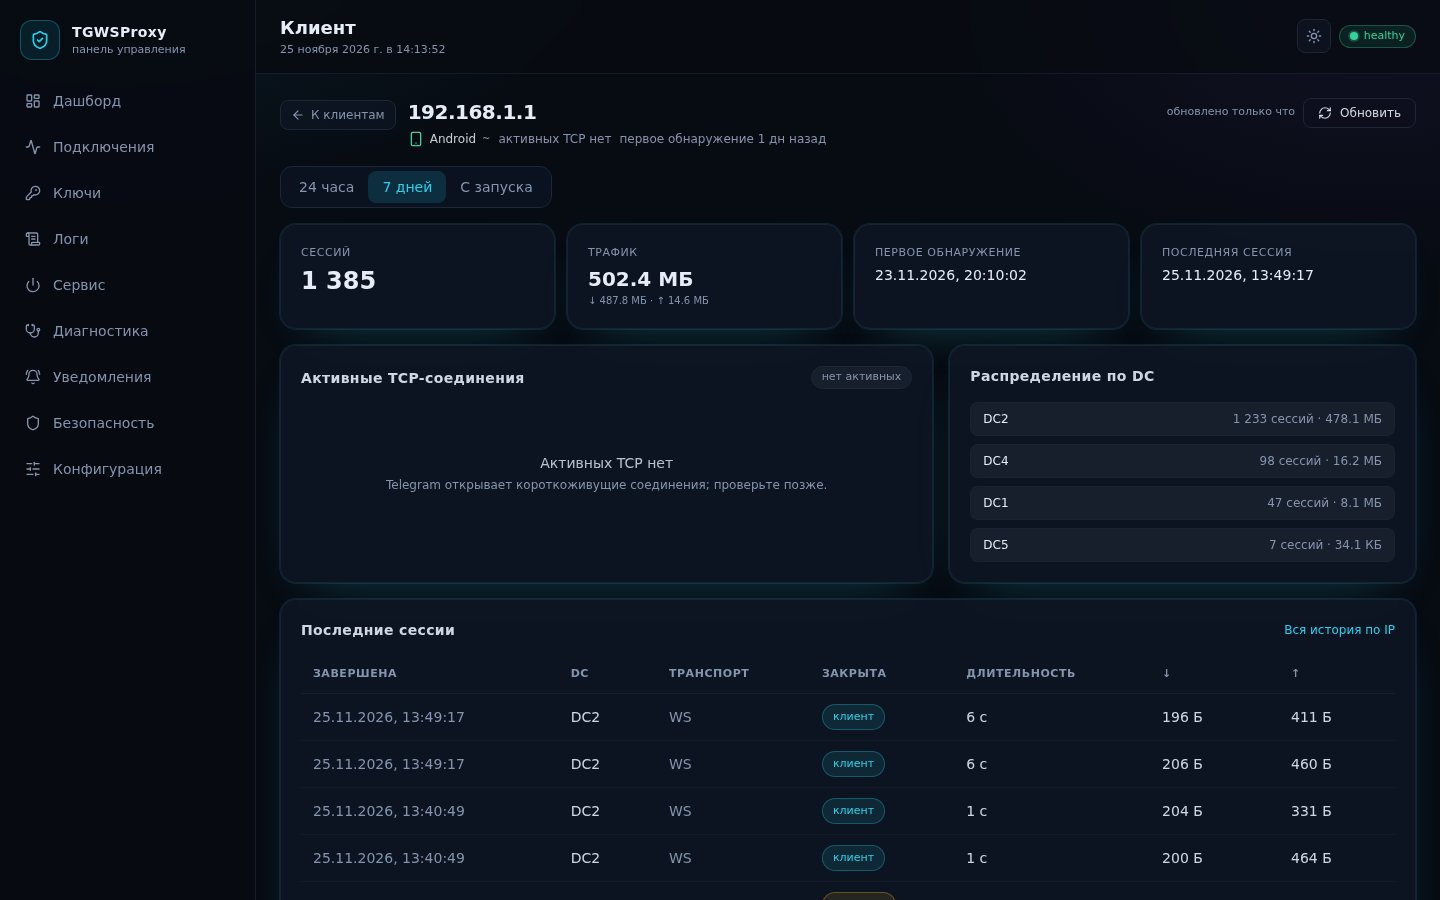 TGWSProxy
панель управления
Дашборд
Подключения
Ключи
Логи
Сервис
Диагностика
Уведомления
Безопасность
Конфигурация
Клиент
25 ноября 2026 г. в 14:13:52
healthy
К клиентам
192.168.1.1
Android ~ активных TCP нет первое обнаружение 1 дн назад
обновлено только что
Обновить
24 часа 7 дней С запуска
СЕССИЙ
1 385
ТРАФИК
502.4 МБ
↓ 487.8 МБ · ↑ 14.6 МБ
ПЕРВОЕ ОБНАРУЖЕНИЕ
23.11.2026, 20:10:02
ПОСЛЕДНЯЯ СЕССИЯ
25.11.2026, 13:49:17
Активные TCP-соединения
нет активных
Активных TCP нет
Telegram открывает короткоживущие соединения; проверьте позже.
Распределение по DC
DC2 1 233 сессий · 478.1 МБ
DC4 98 сессий · 16.2 МБ
DC1 47 сессий · 8.1 МБ
DC5 7 сессий · 34.1 КБ
Последние сессии
Вся история по IP
ЗАВЕРШЕНА DC ТРАНСПОРТ ЗАКРЫТА ДЛИТЕЛЬНОСТЬ ↓ ↑
25.11.2026, 13:49:17 DC2 WS клиент 6 с 196 Б 411 Б
25.11.2026, 13:49:17 DC2 WS клиент 6 с 206 Б 460 Б
25.11.2026, 13:40:49 DC2 WS клиент 1 с 204 Б 331 Б
25.11.2026, 13:40:49 DC2 WS клиент 1 с 200 Б 464 Б